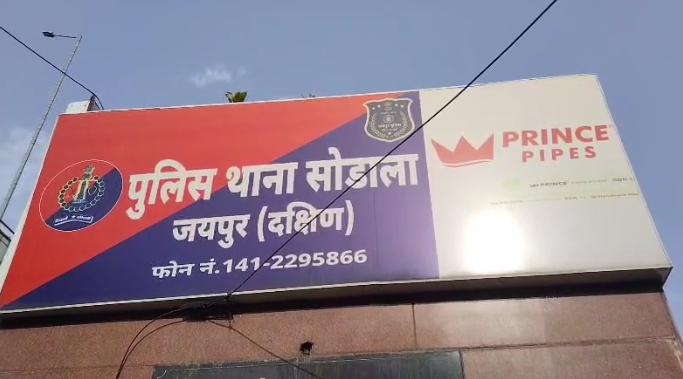 पुलिस थाना सोडाला
जयपुर (दक्षिण)
फोन नं.141-2295866
PRINCE
PIPES